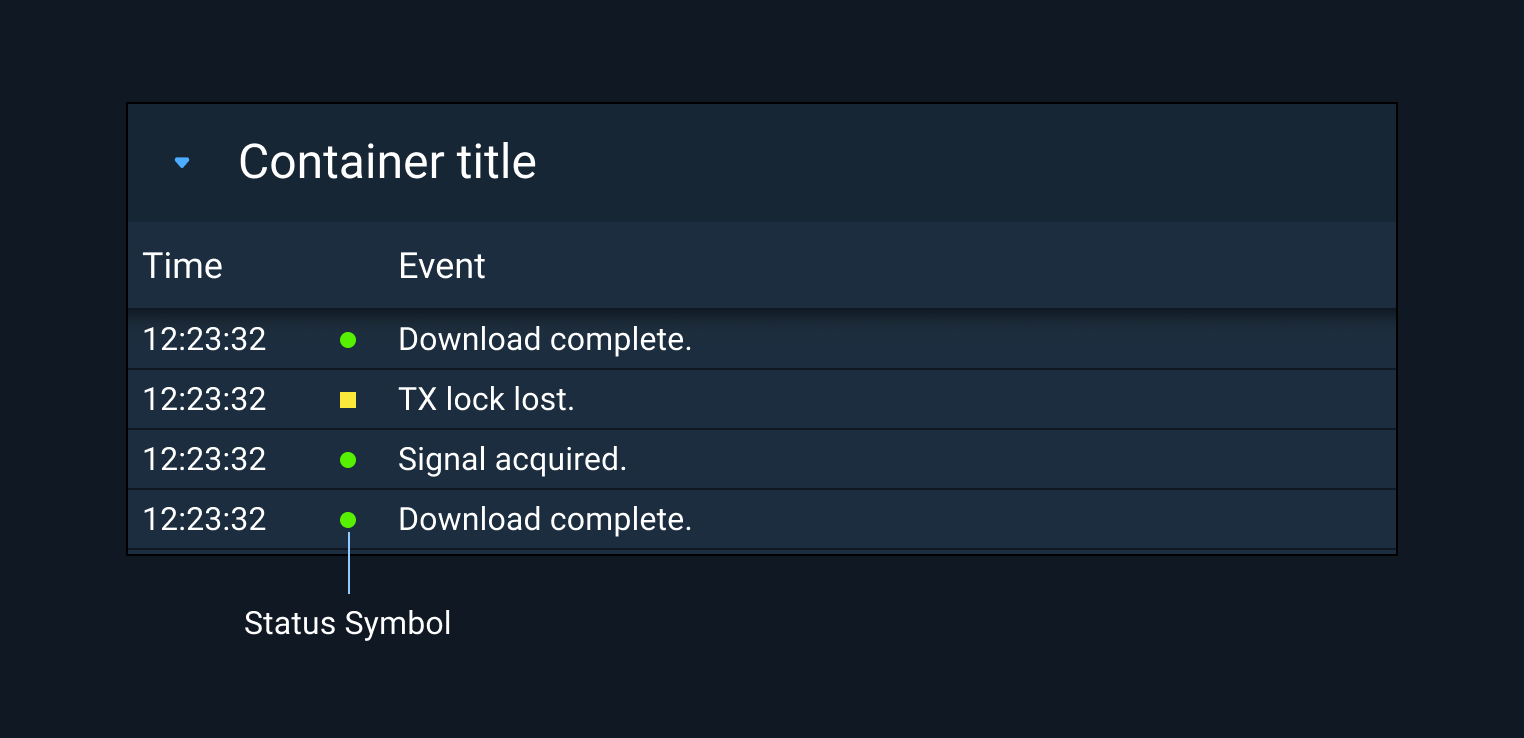 Container title
Time Event
12:23:32 Download complete.
12:23:32 TX lock lost.
12:23:32 Signal acquired.
12:23:32 Download complete.
Status Symbol